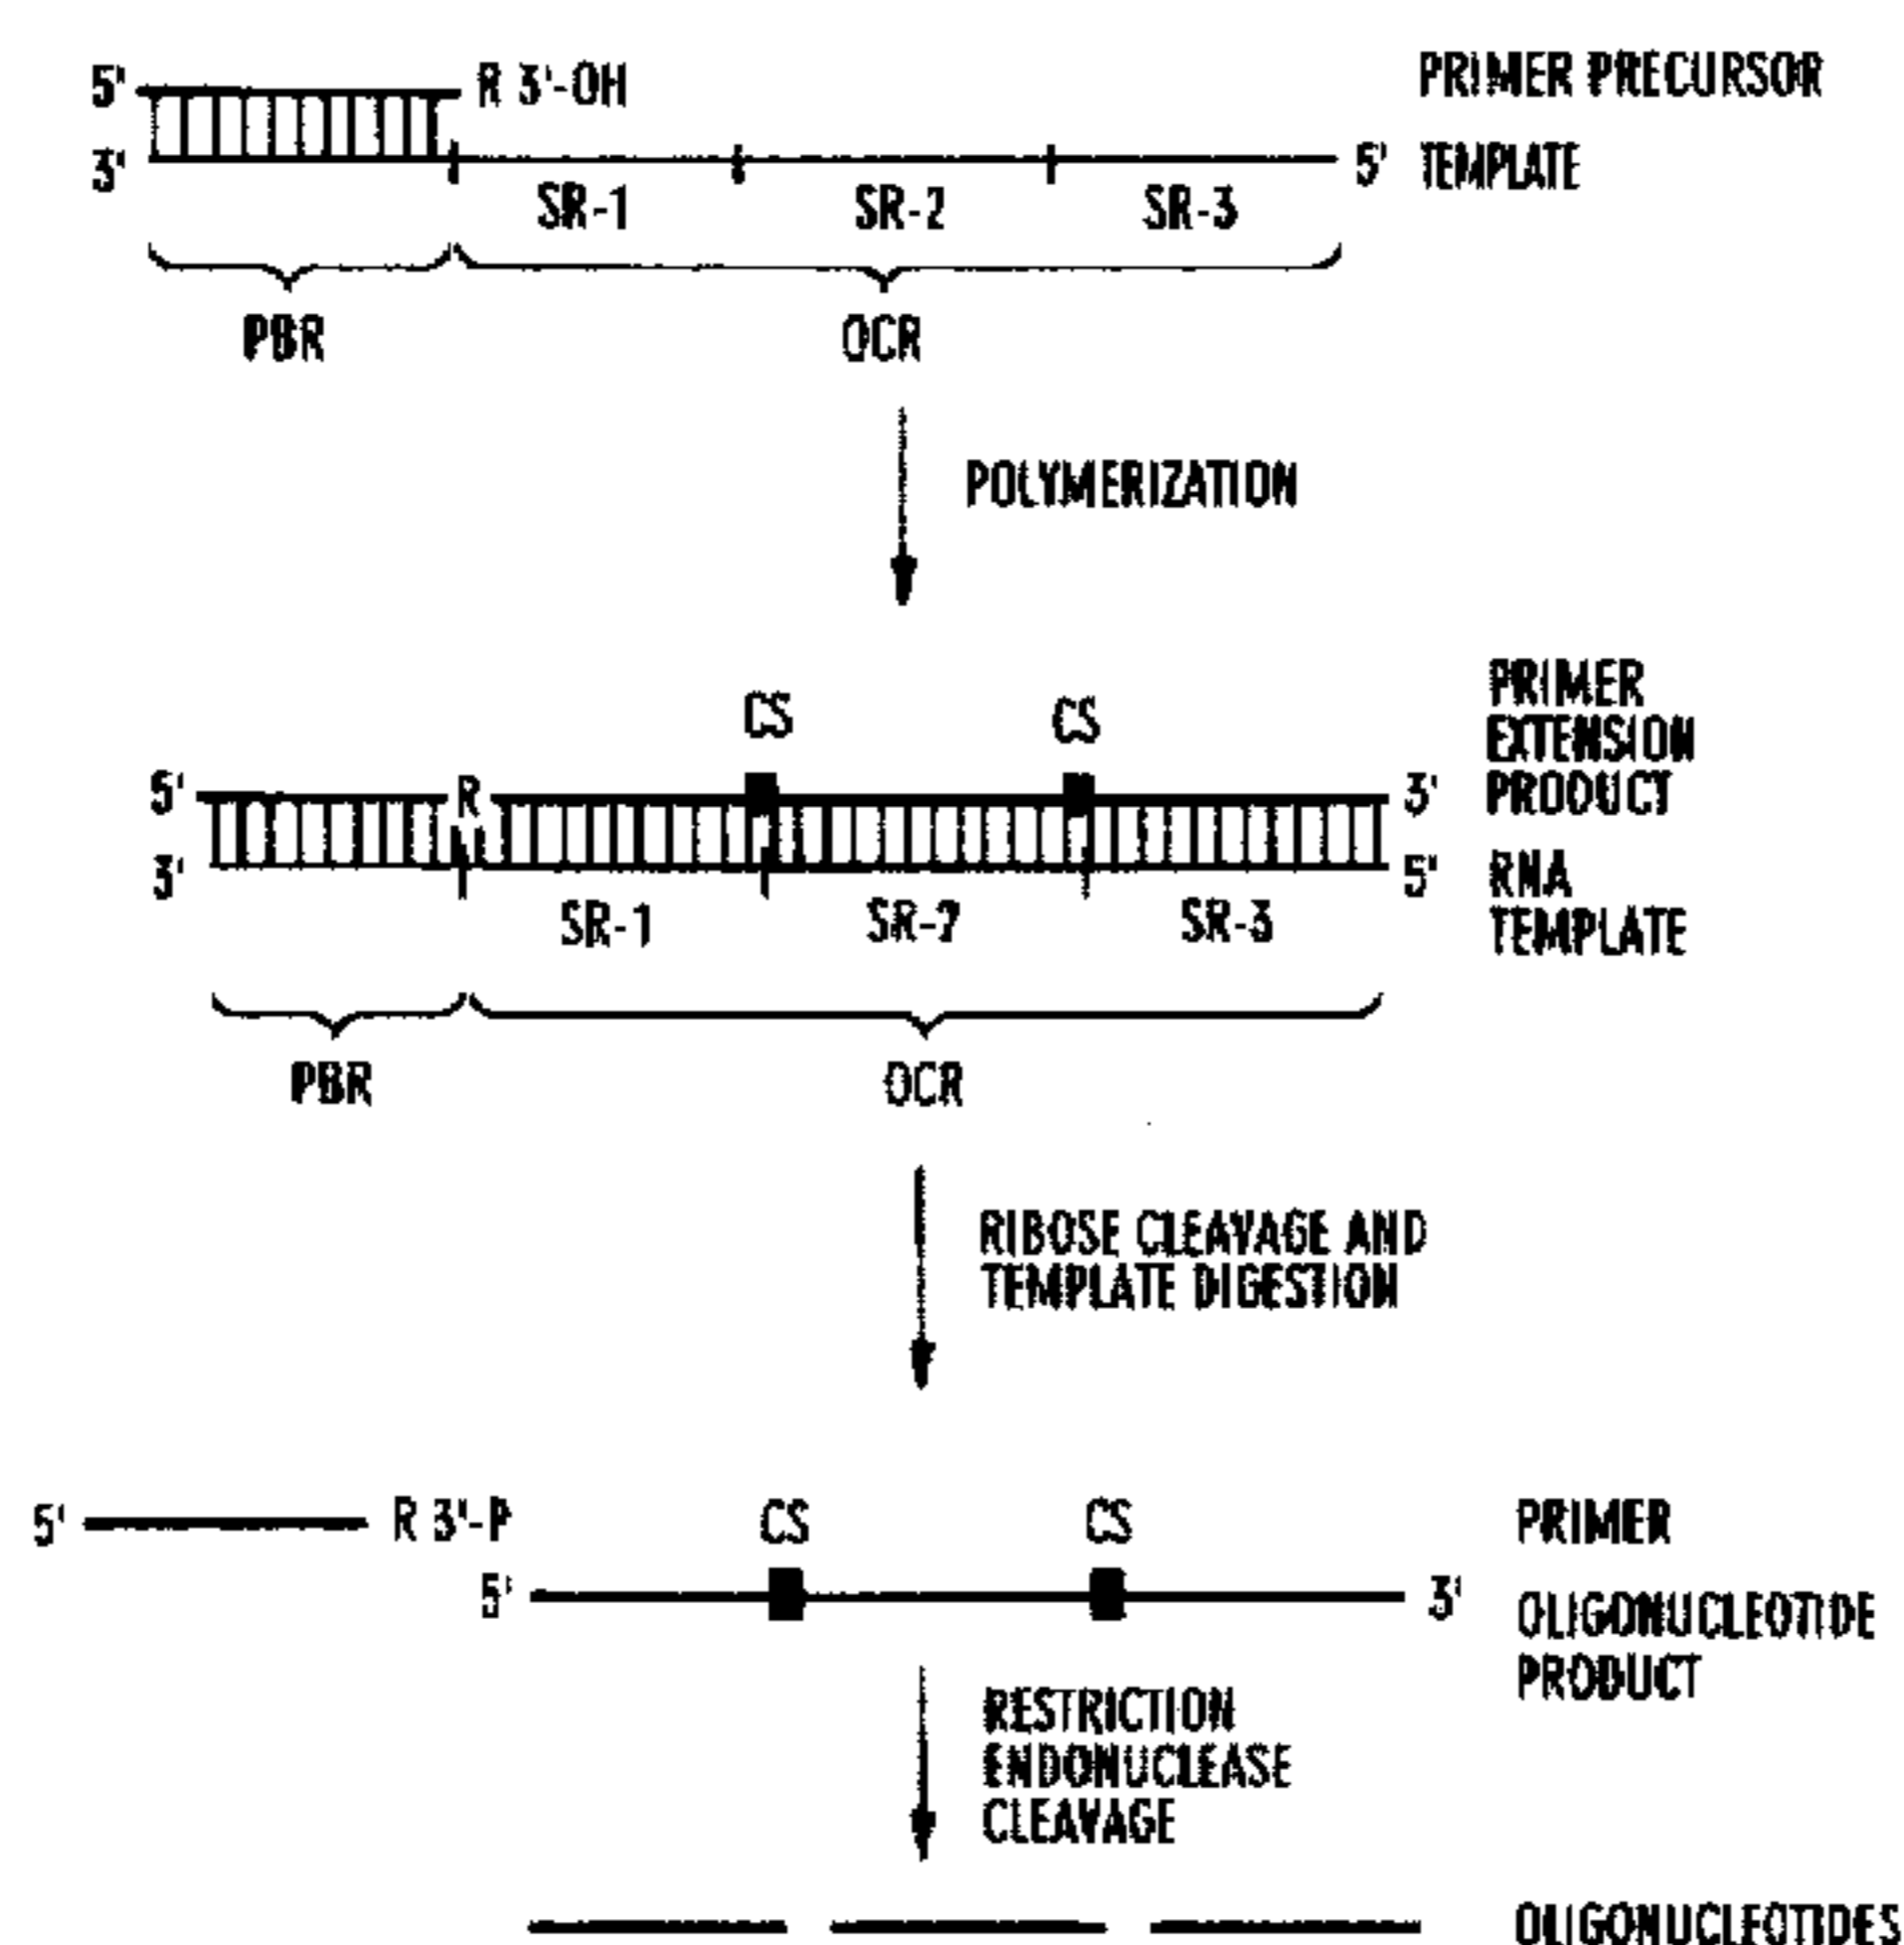 5' R 3'-OH PRIMER PRECURSOR
3' 5' TEMPLATE
SR-1 SR-2 SR-3
PBR OCR
POLYMERIZATION
CS CS
PRIMER
EXTENSION
5' R 3' PRODUCT
3' 5' RNA
TEMPLATE
SR-1 SR-2 SR-3
PBR OCR
RIBOSE CLEAVAGE AND
TEMPLATE DIGESTION
5' R 3'-P CS CS PRIMER
5' 3' OLIGONUCLEOTIDE
PRODUCT
RESTRICTION
ENDONUCLEASE
CLEAVAGE
OLIGONUCLEOTIDES